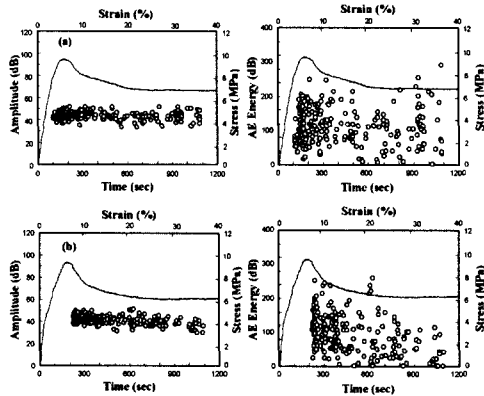 Strain (%)
0 10 20 30 40
120 12
100 10
80 8
60 6
40 4
20 2
0 0
(a)
Amplitude (dB)
Stress (MPa)
0 300 600 900 1200
Time (sec)
Strain (%)
0 10 20 30 40
400 12
300 10
200 8
100 6
0 4
2
0
AE Energy (dB)
Stress (MPa)
0 300 600 900 1200
Time (sec)
Strain (%)
0 10 20 30 40
120 12
100 10
80 8
60 6
40 4
20 2
0 0
(b)
Amplitude (dB)
Stress (MPa)
0 300 600 900 1200
Time (sec)
Strain (%)
0 10 20 30 40
400 12
300 10
200 8
100 6
0 4
2
0
AE Energy (dB)
Stress (MPa)
0 300 600 900 1200
Time (sec)